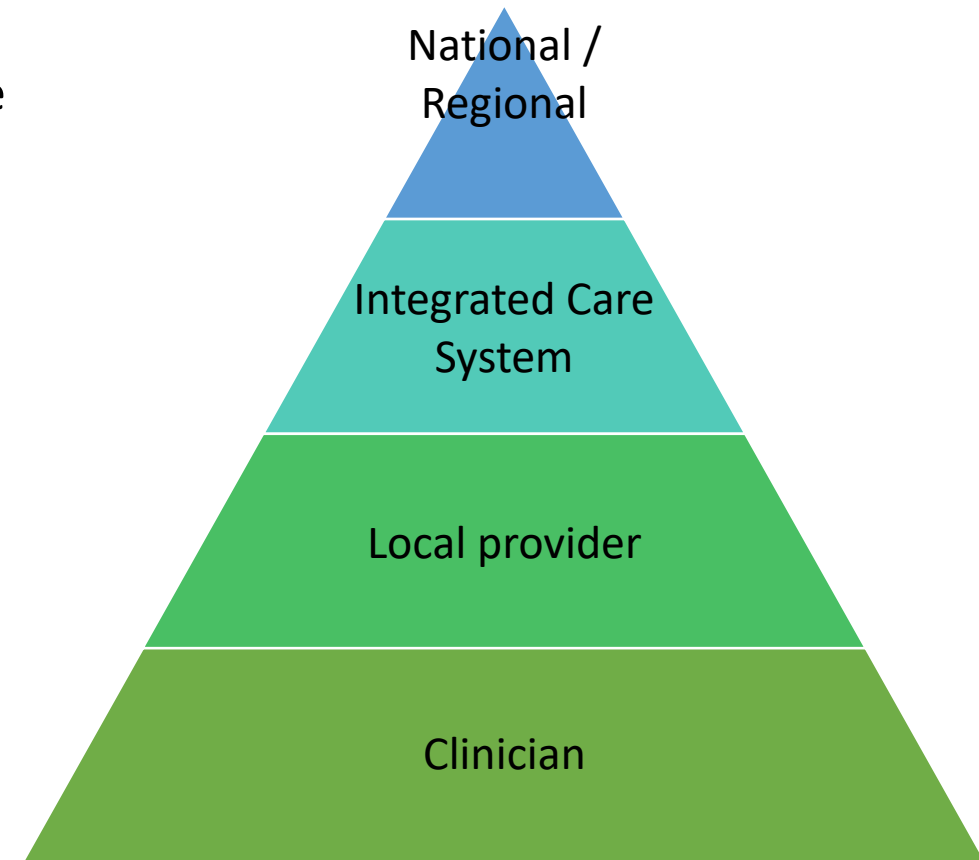 National /
Regional
Integrated Care
System
Local provider
Clinician